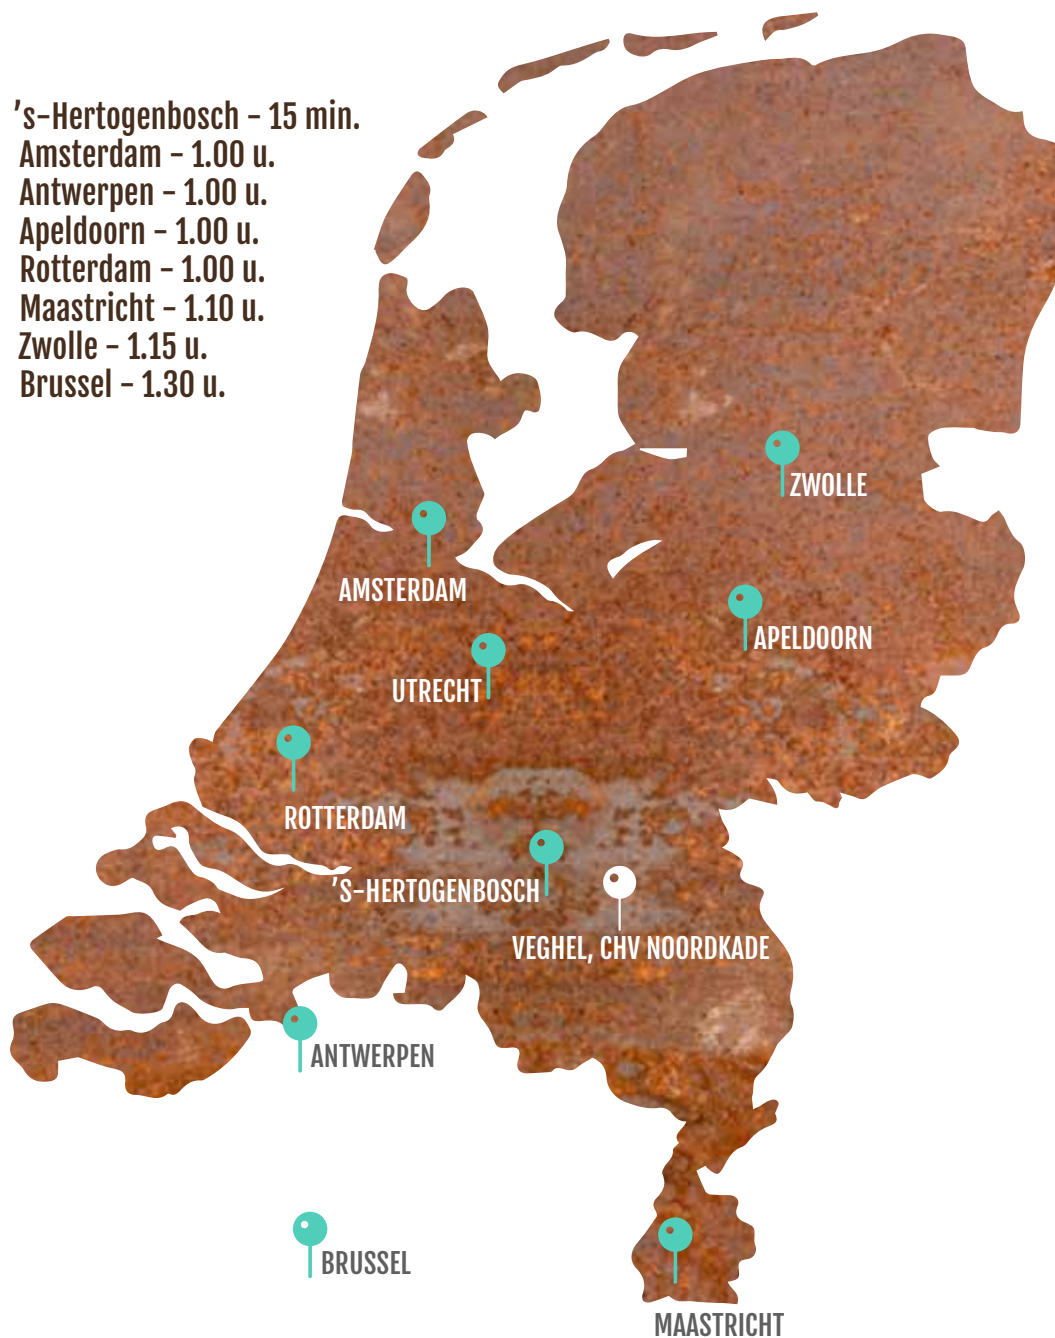 ’s-Hertogenbosch – 15 min.
Amsterdam – 1.00 u.
Antwerpen – 1.00 u.
Apeldoorn – 1.00 u.
Rotterdam – 1.00 u.
Maastricht – 1.10 u.
Zwolle – 1.15 u.
Brussel – 1.30 u.
ZWOLLE
AMSTERDAM
APELDOORN
UTRECHT
ROTTERDAM
’S-HERTOGENBOSCH
VEGHEL, CHV NOORDKADE
ANTWERPEN
BRUSSEL
MAASTRICHT